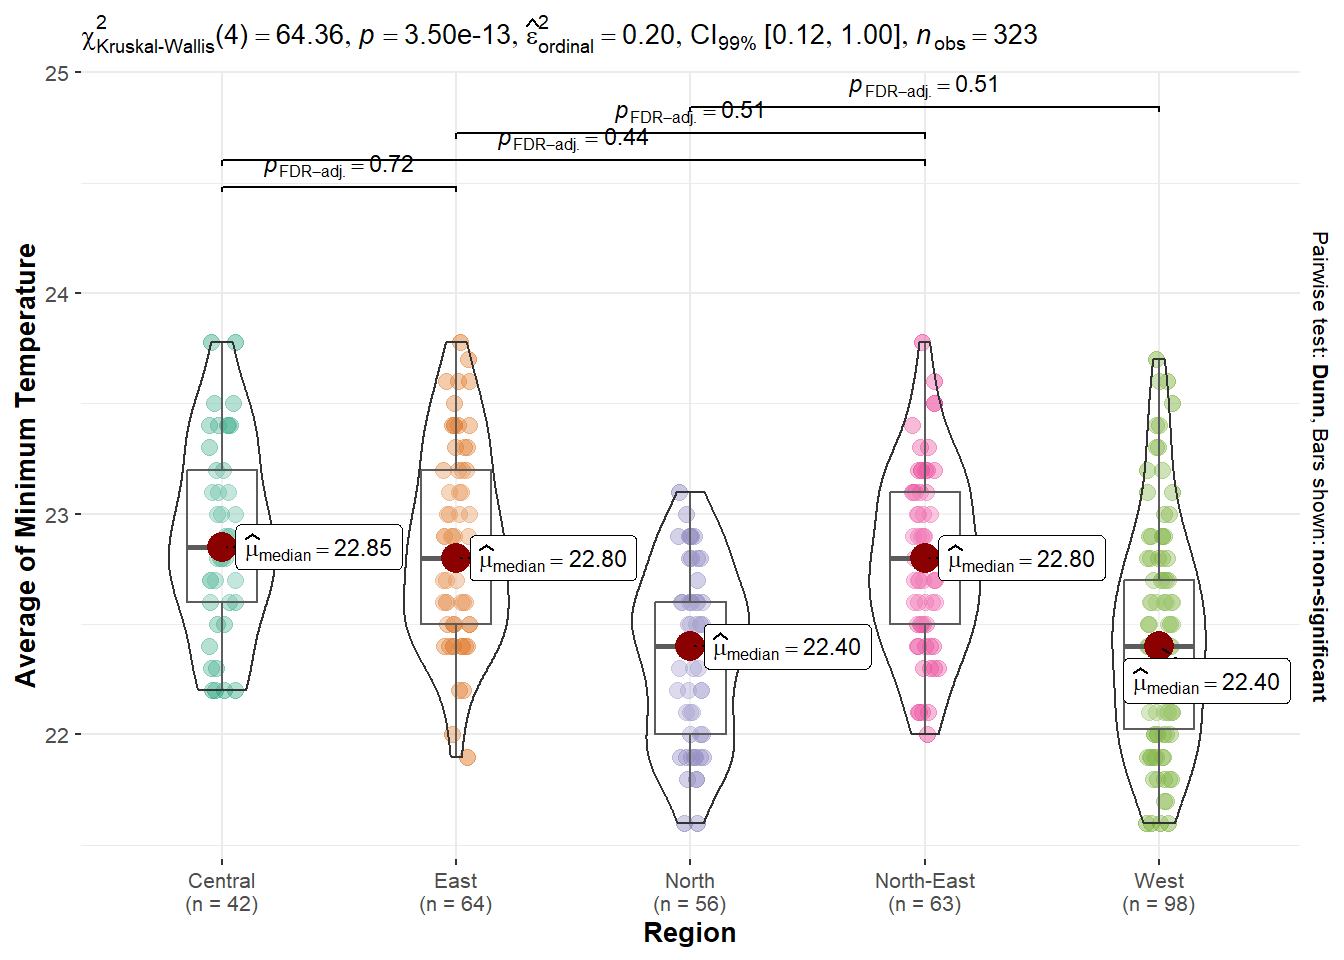 χ²Kruskal-Wallis(4) = 64.36, p = 3.50e-13, ε̂²ordinal = 0.20, CI99% [0.12, 1.00], nobs = 323
25
pFDR−adj. = 0.51
pFDR−adj. = 0.51
pFDR−adj. = 0.44
pFDR−adj. = 0.72
24
23
22
Average of Minimum Temperature
μ̂median = 22.85
μ̂median = 22.80
μ̂median = 22.40
μ̂median = 22.80
μ̂median = 22.40
Pairwise test: Dunn, Bars shown: non-significant
Central
(n = 42)
East
(n = 64)
North
(n = 56)
North-East
(n = 63)
West
(n = 98)
Region